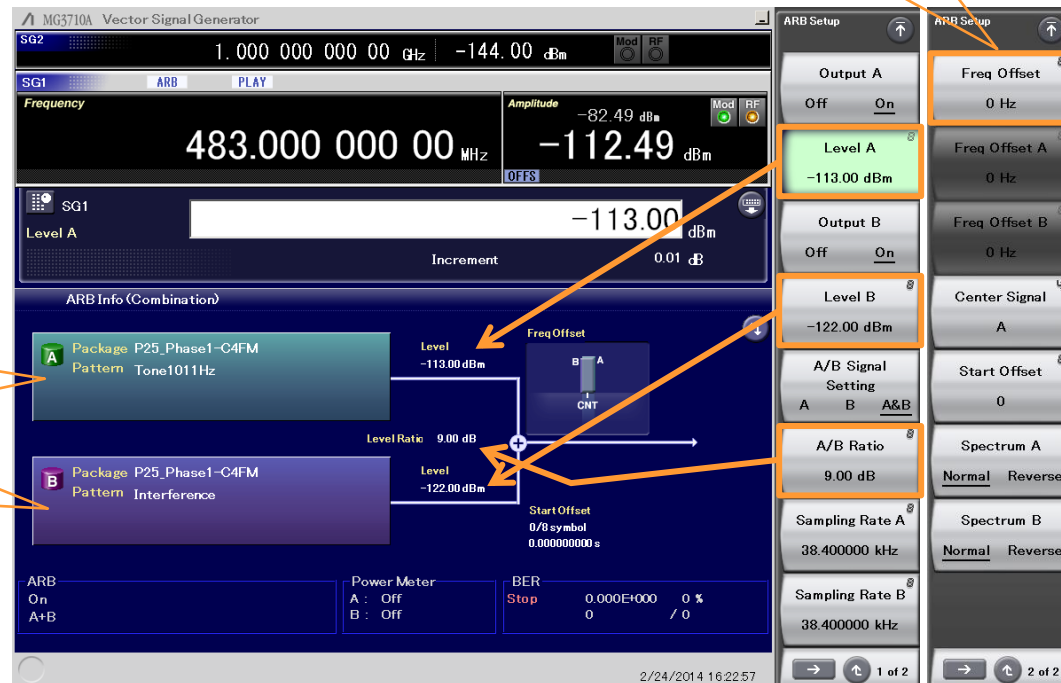 MG3710A Vector Signal Generator
SG2
1. 000 000 000 00 GHz -144. 00 dBm
Mod RF
SG1 ARB PLAY
Frequency
483.000 000 00 MHz
Amplitude
-82.49 dBm
-112.49 dBm
OFFS
Mod RF
SG1
Level A
-113.00 dBm
Increment 0.01 dB
ARB Info (Combination)
A Package P25_Phase1-C4FM
Pattern Tone1011Hz
Level
-113.00 dBm
Freq Offset
B A
CNT
Level Ratio 9.00 dB
B Package P25_Phase1-C4FM
Pattern Interference
Level
-122.00 dBm
Start Offset
0/8 symbol
0.000000000 s
ARB
On
A+B
Power Meter
A : Off
B : Off
BER
Stop 0.000E+000 0 %
0 / 0
2/24/2014 16:22:57
ARB Setup
Output A
Off On
Level A
-113.00 dBm
Output B
Off On
Level B
-122.00 dBm
A/B Signal
Setting
A B A&B
A/B Ratio
9.00 dB
Sampling Rate A
38.400000 kHz
Sampling Rate B
38.400000 kHz
1 of 2
ARB Setup
Freq Offset
0 Hz
Freq Offset A
0 Hz
Freq Offset B
0 Hz
Center Signal
A
Start Offset
0
Spectrum A
Normal Reverse
Spectrum B
Normal Reverse
2 of 2